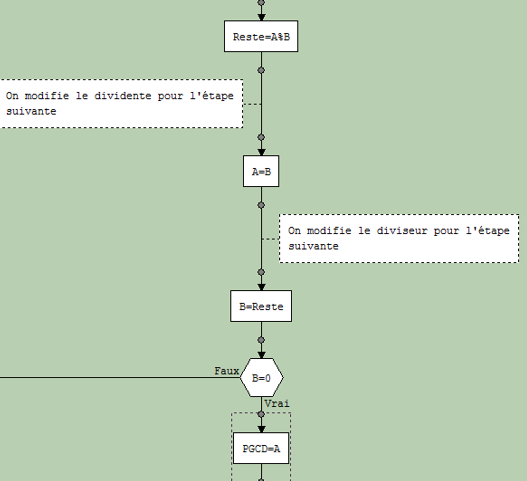 Reste=A%B
On modifie le dividente pour l'étape
suivante
A=B
On modifie le diviseur pour l'étape
suivante
B=Reste
Faux
B=0
Vrai
PGCD=A